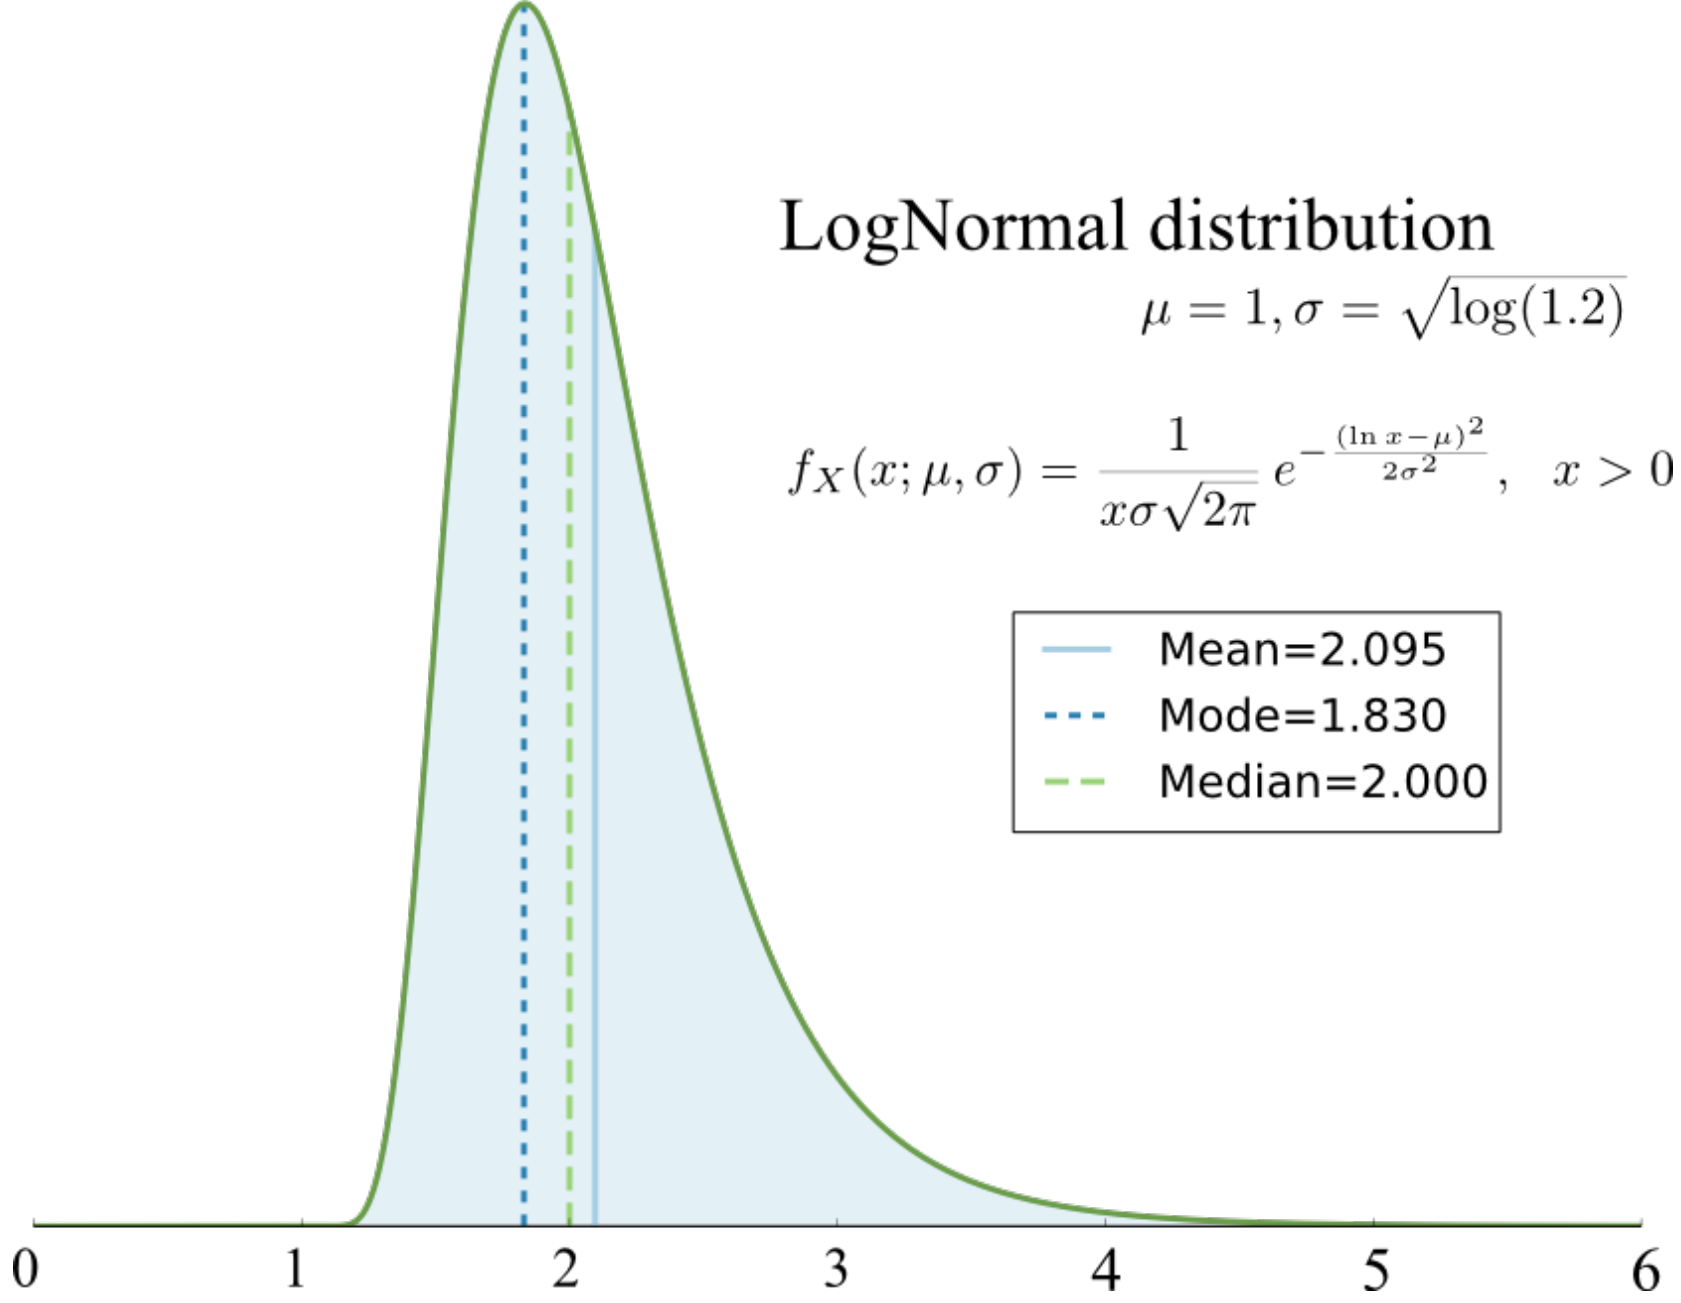 LogNormal distribution
μ = 1, σ = √log(1.2)
f_X(x; μ, σ) = 1/(xσ√2π) e^{−(ln x−μ)²/(2σ²)}, x > 0
Mean=2.095
Mode=1.830
Median=2.000
0 1 2 3 4 5 6